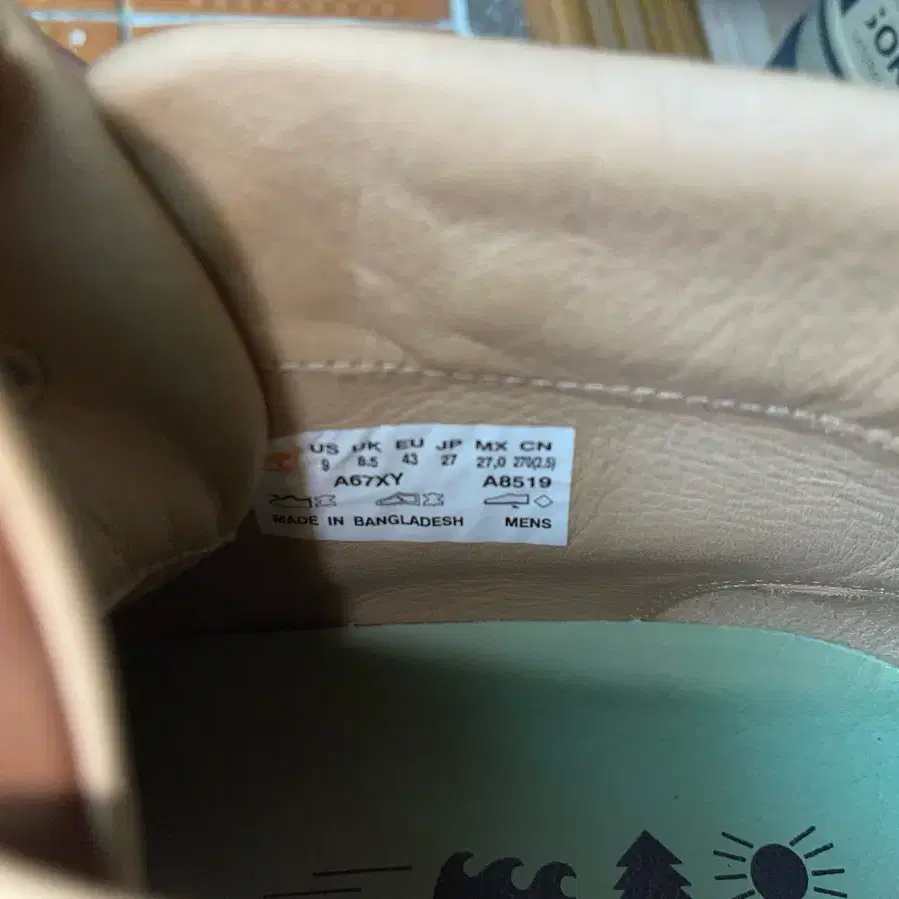 US UK EU JP MX CN
9 8.5 43 27 27,0 270(2.5)
A67XY A8519
MADE IN BANGLADESH MENS